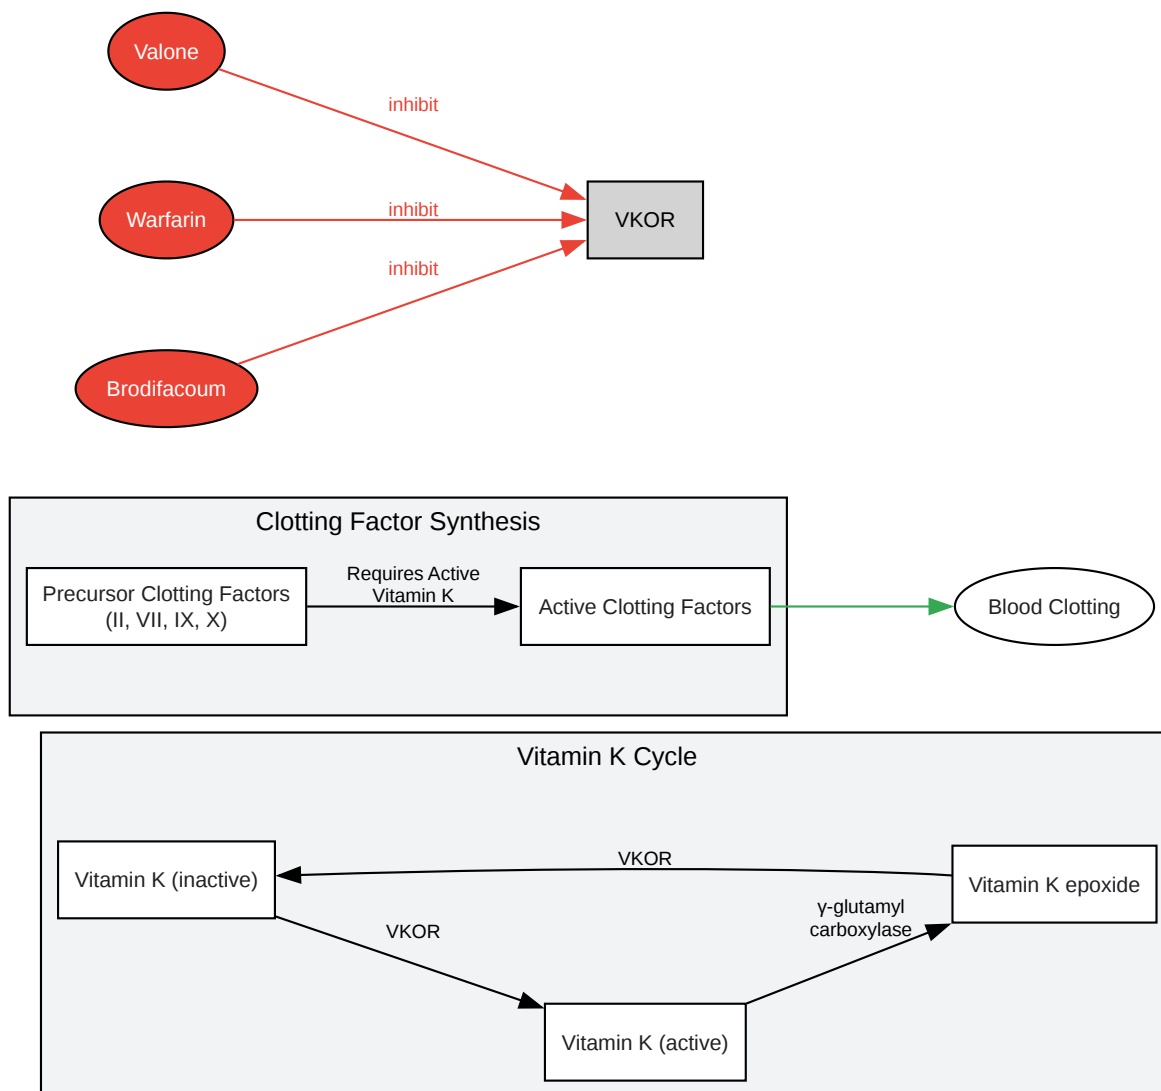 Valone
inhibit
Warfarin
inhibit
VKOR
inhibit
Brodifacoum
Clotting Factor Synthesis
Precursor Clotting Factors
(II, VII, IX, X)
Requires Active
Vitamin K
Active Clotting Factors
Blood Clotting
Vitamin K Cycle
Vitamin K (inactive)
VKOR
Vitamin K epoxide
VKOR
γ-glutamyl
carboxylase
Vitamin K (active)